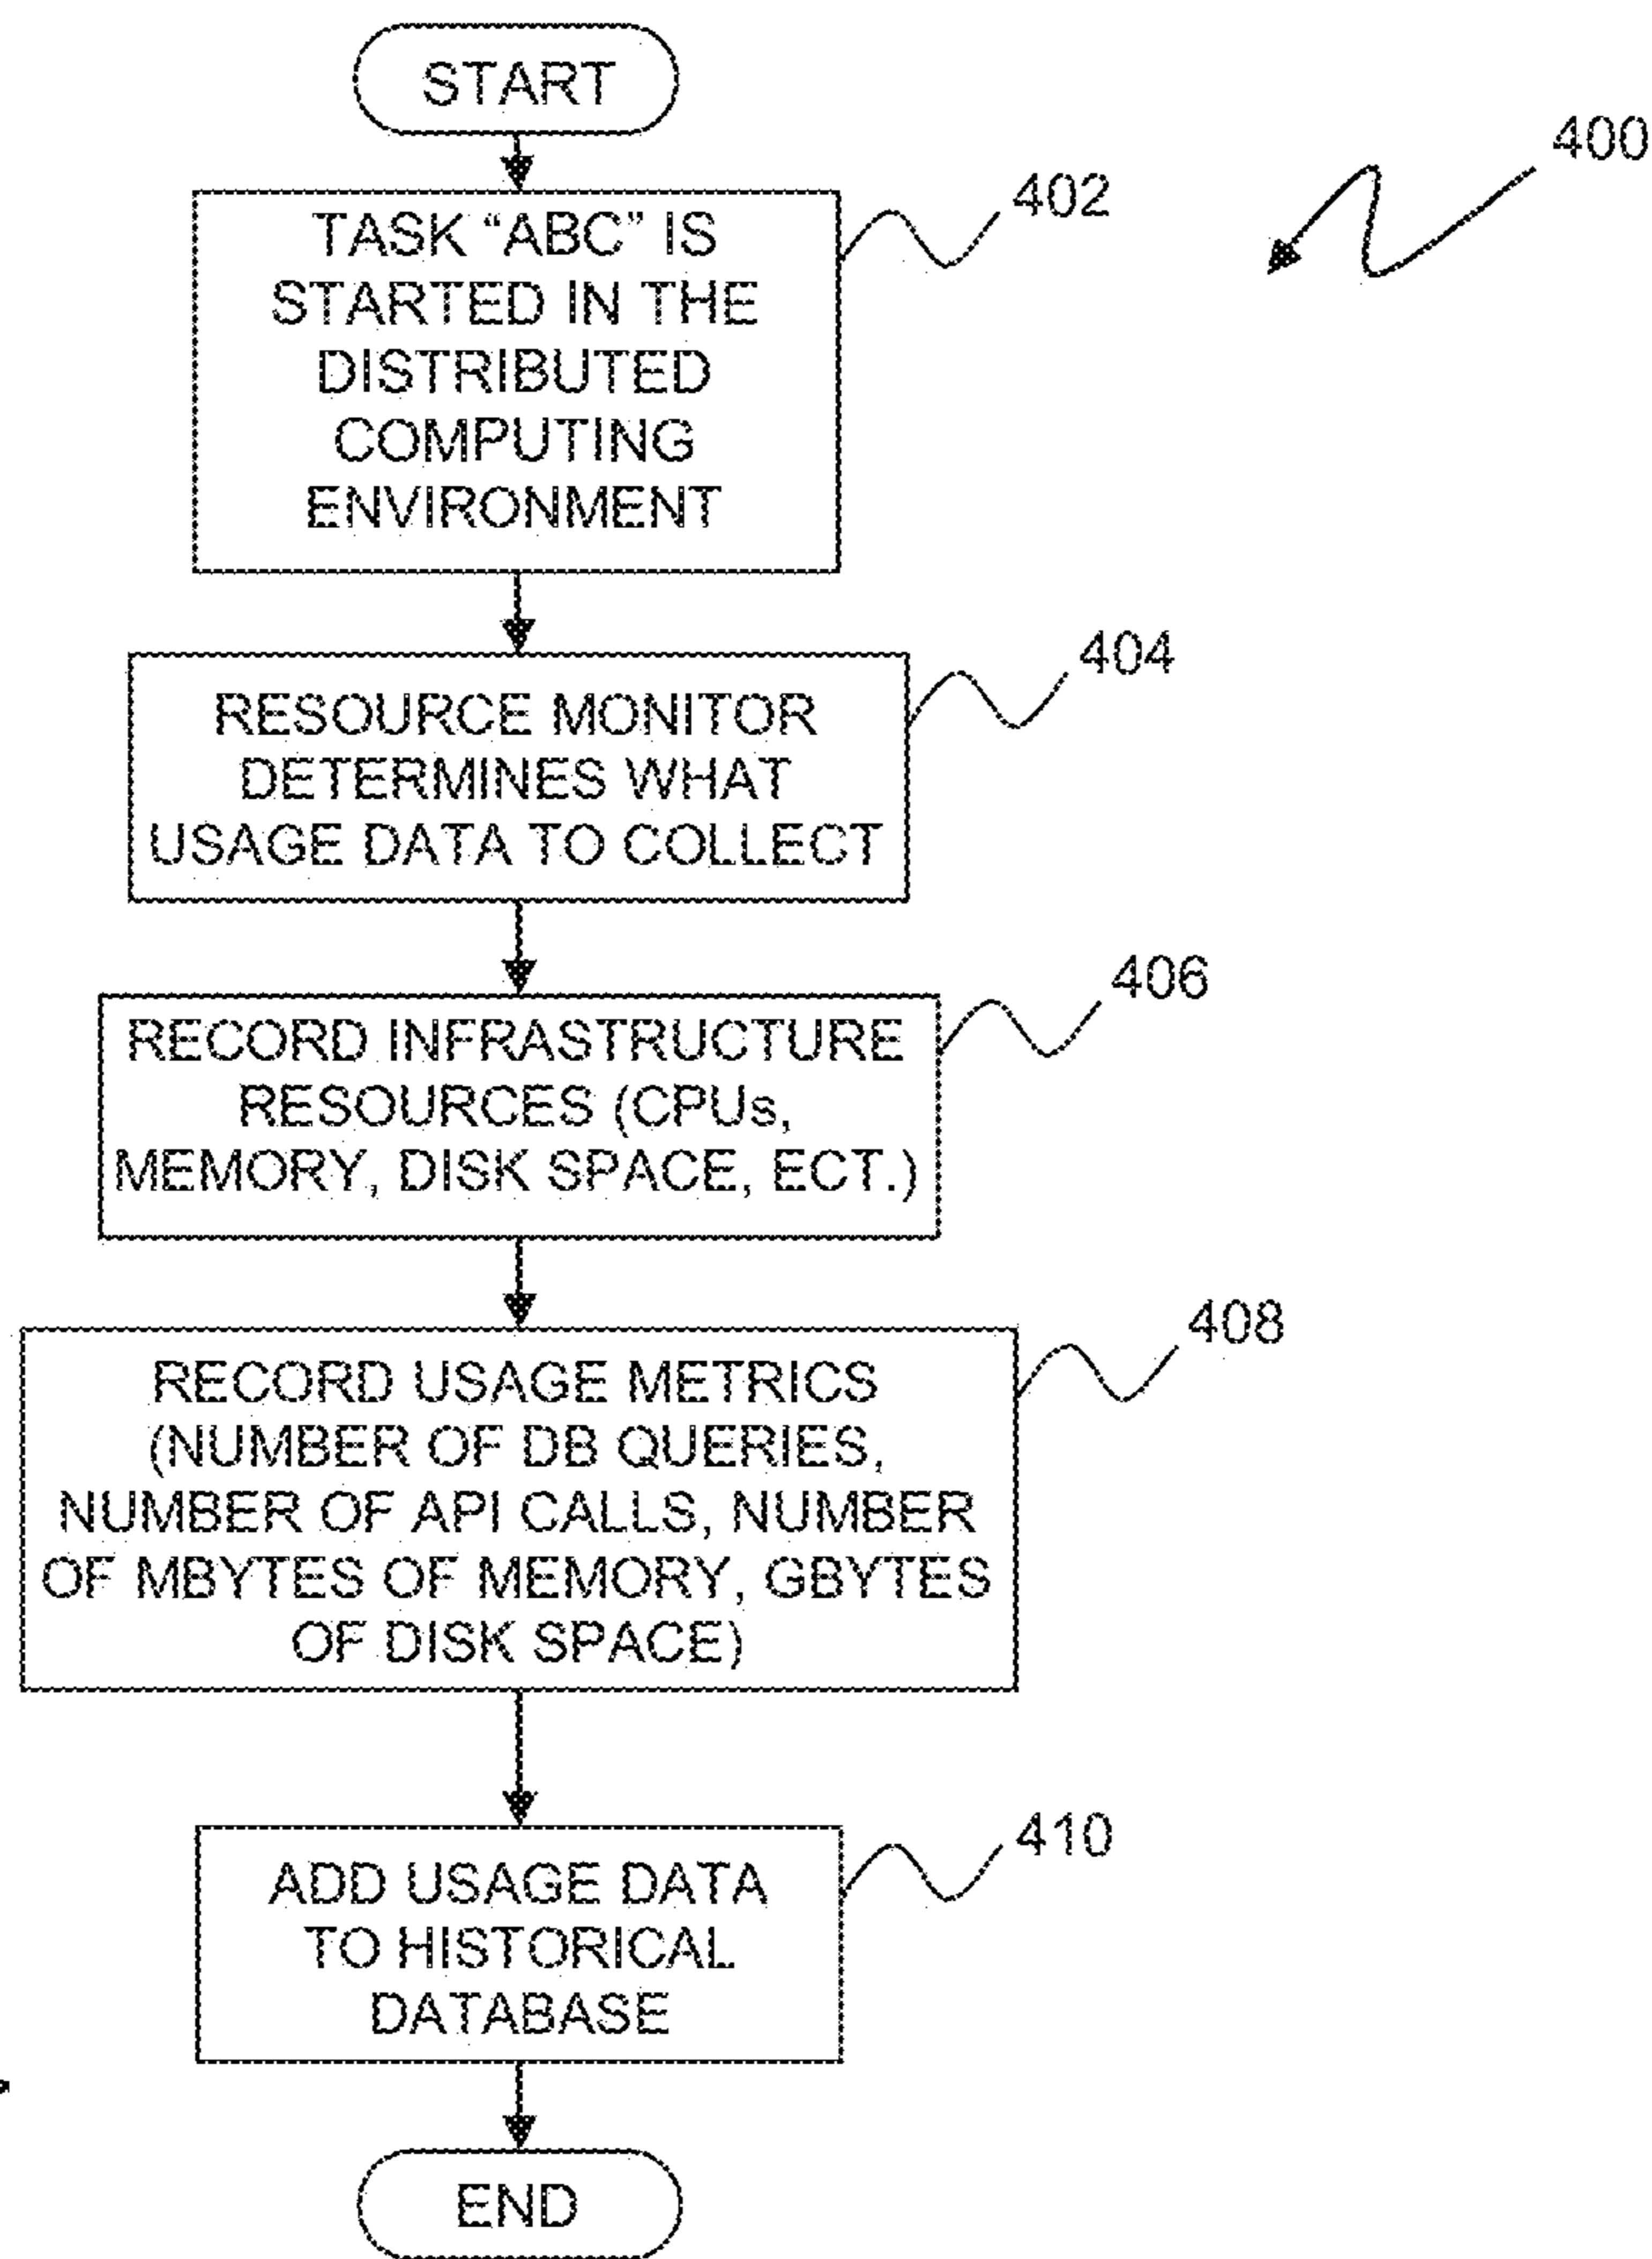 START
400
402
TASK “ABC” IS
STARTED IN THE
DISTRIBUTED
COMPUTING
ENVIRONMENT
404
RESOURCE MONITOR
DETERMINES WHAT
USAGE DATA TO COLLECT
406
RECORD INFRASTRUCTURE
RESOURCES (CPUs,
MEMORY, DISK SPACE, ECT.)
408
RECORD USAGE METRICS
(NUMBER OF DB QUERIES,
NUMBER OF API CALLS, NUMBER
OF MBYTES OF MEMORY, GBYTES
OF DISK SPACE)
410
ADD USAGE DATA
TO HISTORICAL
DATABASE
END